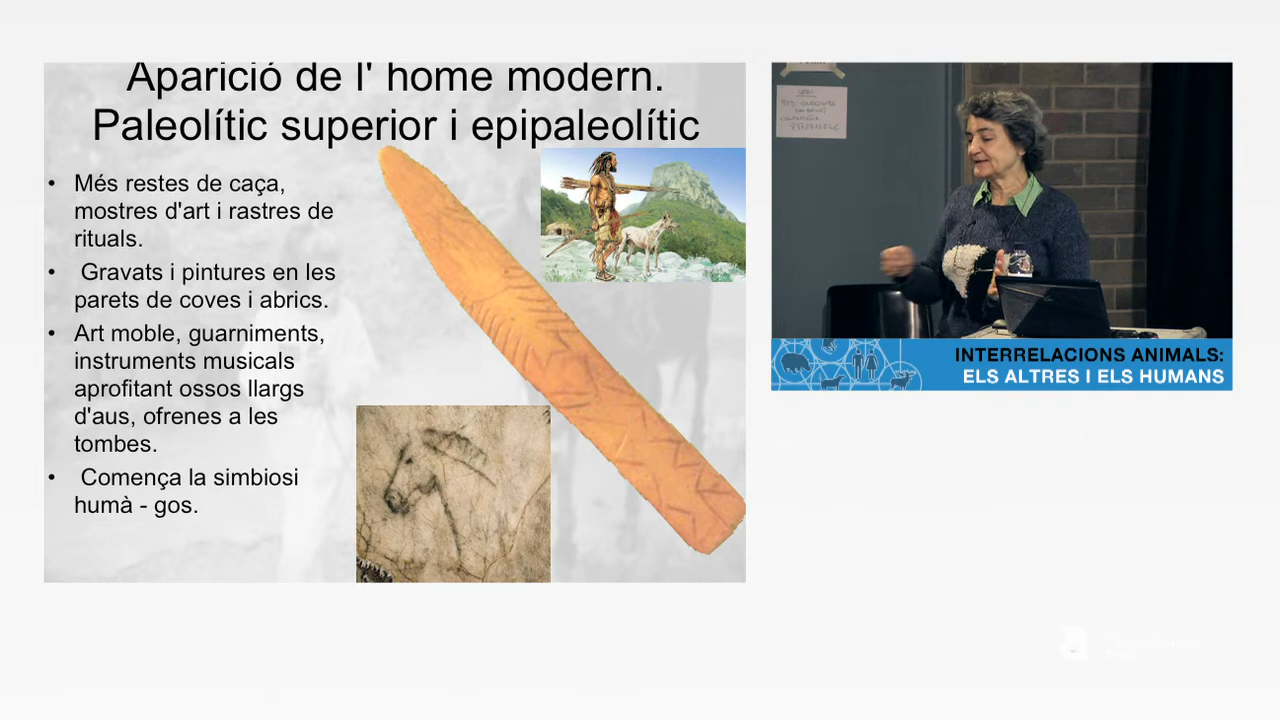 Aparició de l' home modern.
Paleolític superior i epipaleolític
• Més restes de caça,
mostres d'art i rastres de
rituals.
• Gravats i pintures en les
parets de coves i abrics.
• Art moble, guarniments,
instruments musicals
aprofitant ossos llargs
d'aus, ofrenes a les
tombes.
• Comença la simbiosi
humà - gos.
INTERRELACIONS ANIMALS:
ELS ALTRES I ELS HUMANS